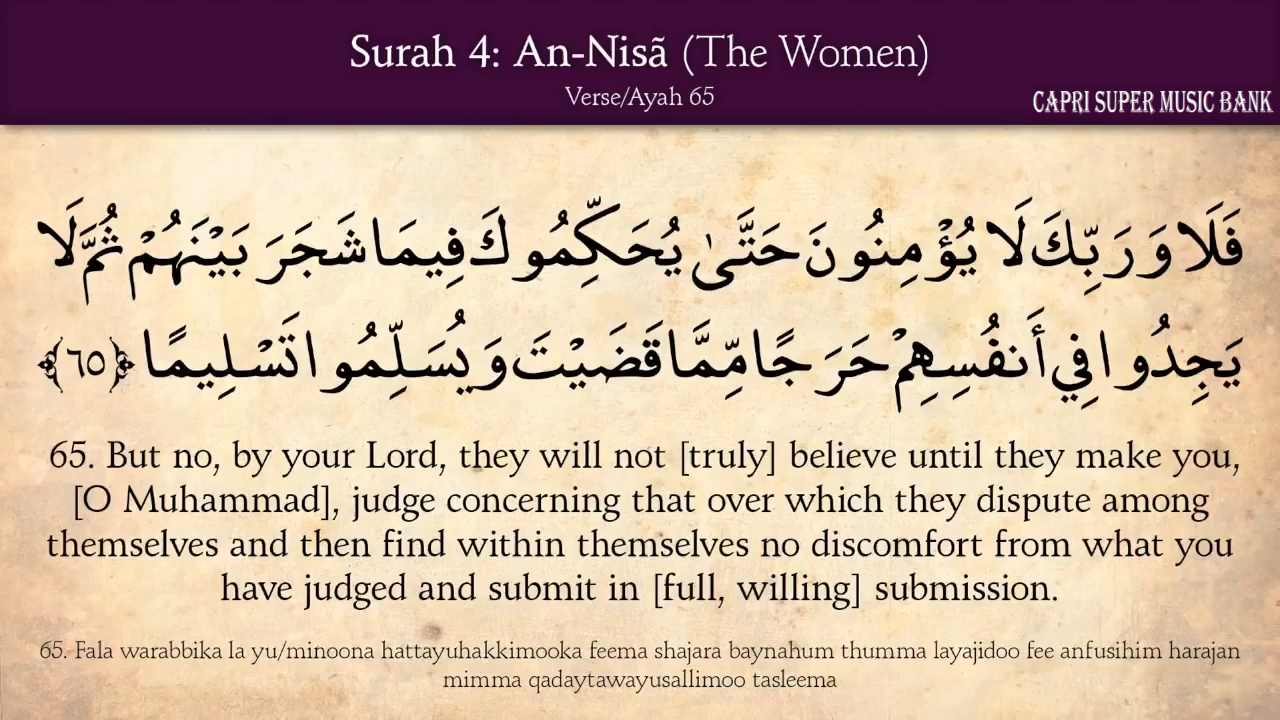 Surah 4: An-Nisã (The Women)
Verse/Ayah 65
CAPRI SUPER MUSIC BANK
فَلَا وَرَبِّكَ لَا يُؤْمِنُونَ حَتَّىٰ يُحَكِّمُوكَ فِيمَا شَجَرَ بَيْنَهُمْ ثُمَّ لَا
يَجِدُوا فِي أَنفُسِهِمْ حَرَجًا مِّمَّا قَضَيْتَ وَيُسَلِّمُوا تَسْلِيمًا ﴿٦٥﴾
65. But no, by your Lord, they will not [truly] believe until they make you,
[O Muhammad], judge concerning that over which they dispute among
themselves and then find within themselves no discomfort from what you
have judged and submit in [full, willing] submission.
65. Fala warabbika la yu/minoona hattayuhakkimooka feema shajara baynahum thumma layajidoo fee anfusihim harajan
mimma qadaytawayusallimoo tasleema